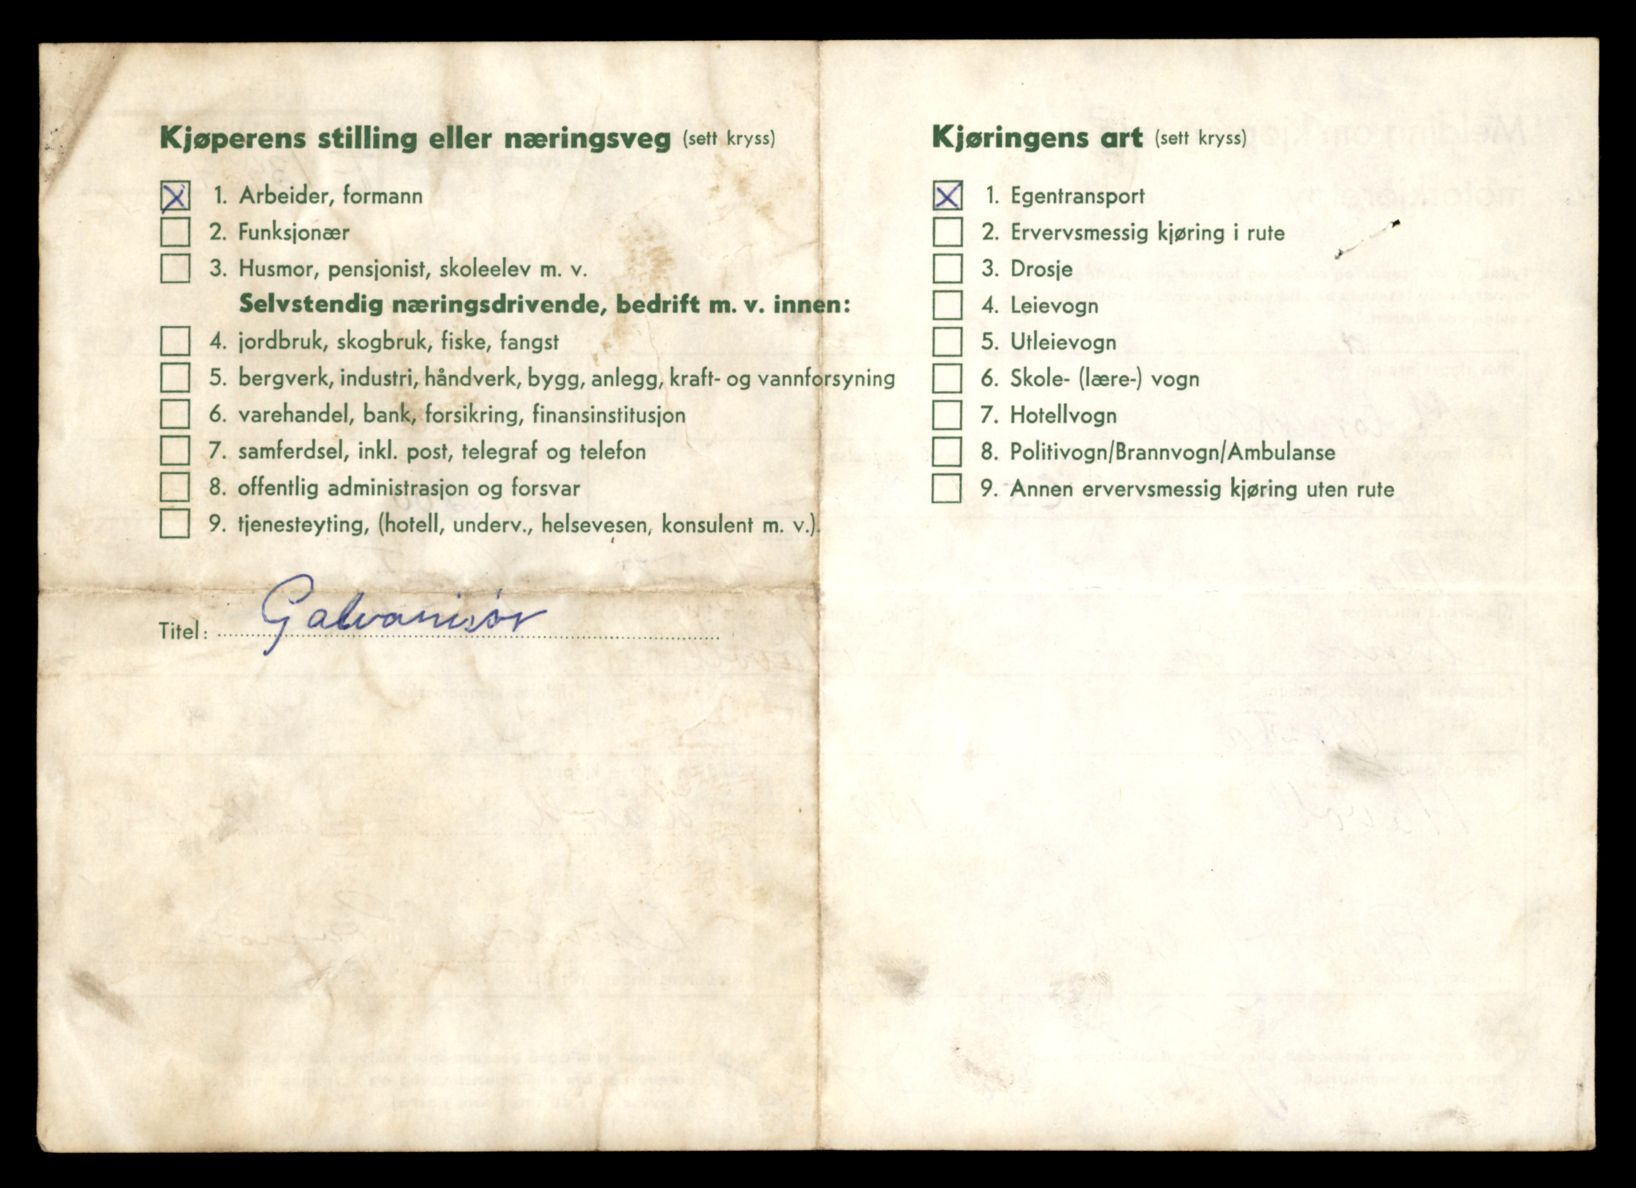 Kjøperens stilling eller næringsveg (sett kryss)
☒ 1. Arbeider, formann
☐ 2. Funksjonær
☐ 3. Husmor, pensjonist, skoleelev m. v.
Selvstendig næringsdrivende, bedrift m. v. innen:
☐ 4. jordbruk, skogbruk, fiske, fangst
☐ 5. bergverk, industri, håndverk, bygg, anlegg, kraft- og vannforsyning
☐ 6. varehandel, bank, forsikring, finansinstitusjon
☐ 7. samferdsel, inkl. post, telegraf og telefon
☐ 8. offentlig administrasjon og forsvar
☐ 9. tjenesteyting, (hotell, underv., helsevesen, konsulent m. v.).
Titel: Galvanisør
Kjøringens art (sett kryss)
☒ 1. Egentransport
☐ 2. Ervervsmessig kjøring i rute
☐ 3. Drosje
☐ 4. Leievogn
☐ 5. Utleievogn
☐ 6. Skole- (lære-) vogn
☐ 7. Hotellvogn
☐ 8. Politivogn/Brannvogn/Ambulanse
☐ 9. Annen ervervsmessig kjøring uten rute